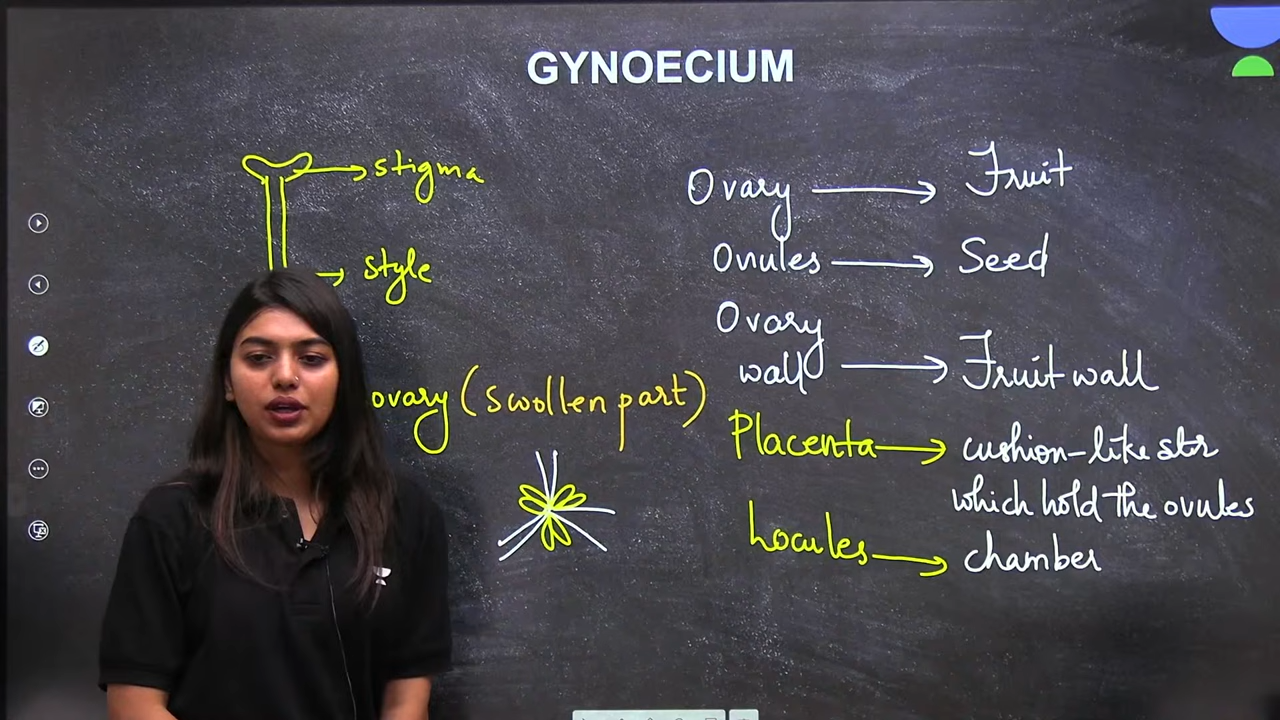 GYNOECIUM
stigma
style
ovary (swollen part)
Ovary → Fruit
Ovules → Seed
Ovary
wall → Fruit wall
Placenta → cushion-like str
which hold the ovules
Locules → chamber